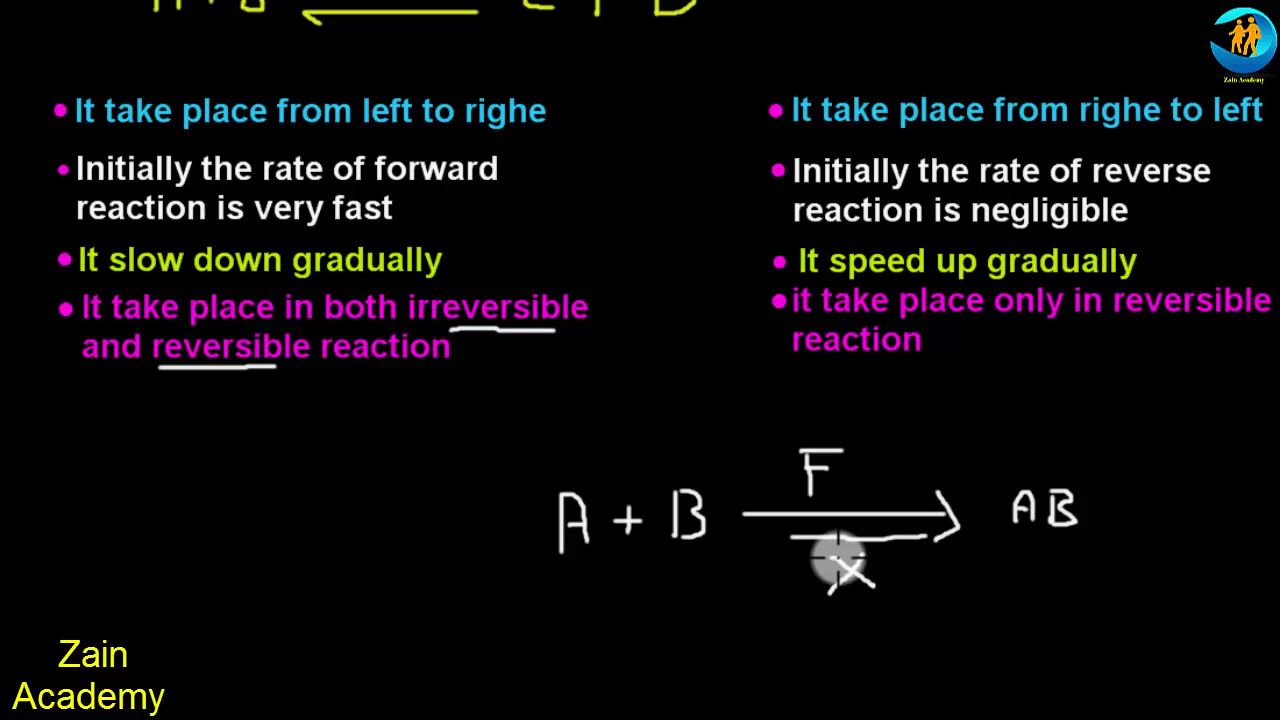 Zain Academy
• It take place from left to righe
• Initially the rate of forward
reaction is very fast
• It slow down gradually
• It take place in both irreversible
and reversible reaction
• It take place from righe to left
• Initially the rate of reverse
reaction is negligible
• It speed up gradually
• it take place only in reversible
reaction
F
A + B → AB
X
Zain
Academy